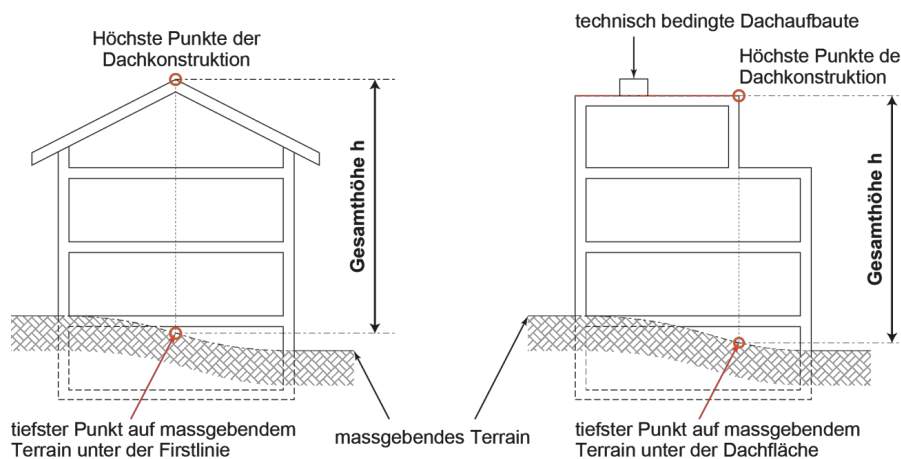 Höchste Punkte der
Dachkonstruktion
Gesamthöhe h
tiefster Punkt auf massgebendem
Terrain unter der Firstlinie
massgebendes Terrain
technisch bedingte Dachaufbaute
Höchste Punkte de
Dachkonstruktion
Gesamthöhe h
tiefster Punkt auf massgebendem
Terrain unter der Dachfläche